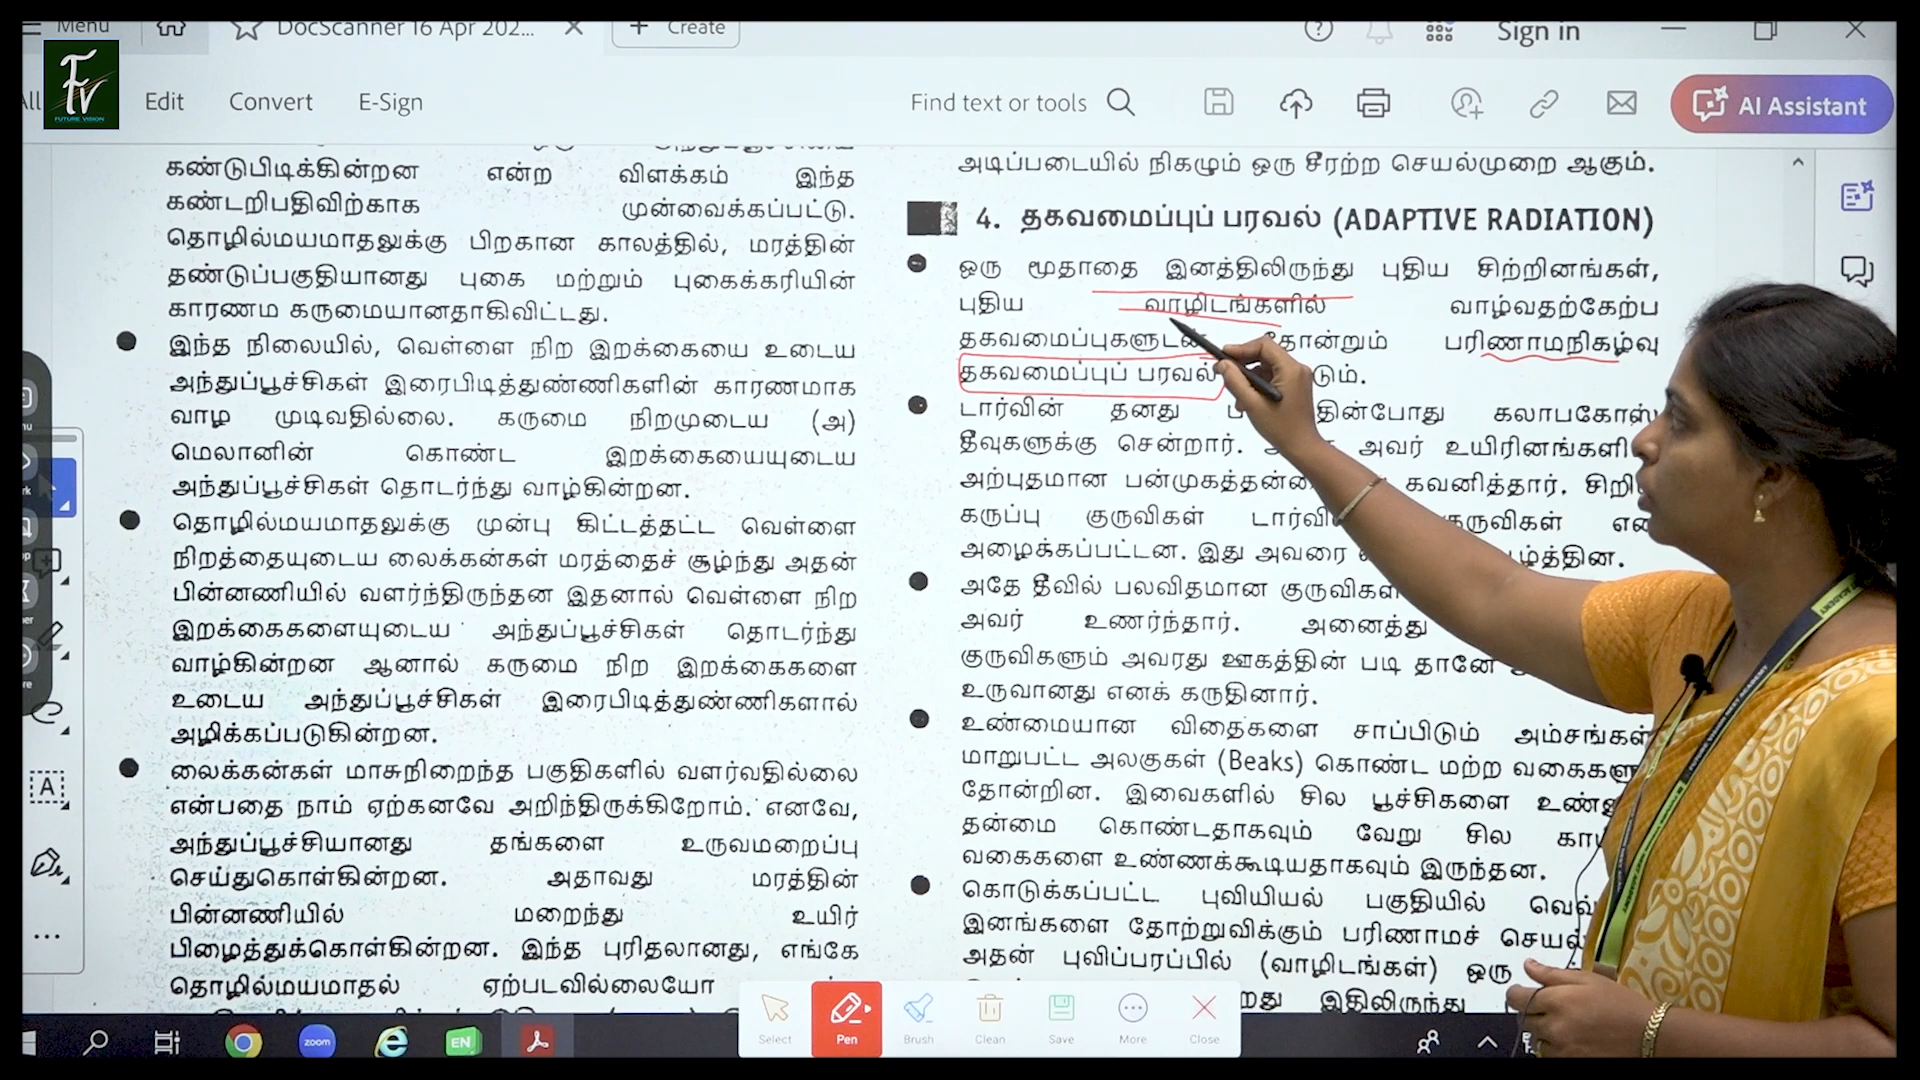 Menu
DocScanner 16 Apr 202...
Create
Sign in
FUTURE VISION
All
Edit
Convert
E-Sign
Find text or tools
AI Assistant
கண்டுபிடிக்கின்றன என்ற விளக்கம் இந்த
கண்டறிபதிவிற்காக முன்வைக்கப்பட்டு.
தொழில்மயமாதலுக்கு பிறகான காலத்தில், மரத்தின்
தண்டுப்பகுதியானது புகை மற்றும் புகைக்கரியின்
காரணம கருமையானதாகிவிட்டது.
இந்த நிலையில், வெள்ளை நிற இறக்கையை உடைய
அந்துப்பூச்சிகள் இரைபிடித்துண்ணிகளின் காரணமாக
வாழ முடிவதில்லை. கருமை நிறமுடைய (அ)
மெலானின் கொண்ட இறக்கையையுடைய
அந்துப்பூச்சிகள் தொடர்ந்து வாழ்கின்றன.
தொழில்மயமாதலுக்கு முன்பு கிட்டத்தட்ட வெள்ளை
நிறத்தையுடைய லைக்கன்கள் மரத்தைச் சூழ்ந்து அதன்
பின்னணியில் வளர்ந்திருந்தன இதனால் வெள்ளை நிற
இறக்கைகளையுடைய அந்துப்பூச்சிகள் தொடர்ந்து
வாழ்கின்றன ஆனால் கருமை நிற இறக்கைகளை
உடைய அந்துப்பூச்சிகள் இரைபிடித்துண்ணிகளால்
அழிக்கப்படுகின்றன.
லைக்கன்கள் மாசுநிறைந்த பகுதிகளில் வளர்வதில்லை
என்பதை நாம் ஏற்கனவே அறிந்திருக்கிறோம். எனவே,
அந்துப்பூச்சியானது தங்களை உருவமறைப்பு
செய்துகொள்கின்றன. அதாவது மரத்தின்
பின்னணியில் மறைந்து உயிர்
பிழைத்துக்கொள்கின்றன. இந்த புரிதலானது, எங்கே
தொழில்மயமாதல் ஏற்படவில்லையோ
அடிப்படையில் நிகழும் ஒரு சீரற்ற செயல்முறை ஆகும்.
4. தகவமைப்புப் பரவல் (ADAPTIVE RADIATION)
ஒரு மூதாதை இனத்திலிருந்து புதிய சிற்றினங்கள்,
புதிய வாழிடங்களில் வாழ்வதற்கேற்ப
தகவமைப்புகளுடன் தோன்றும் பரிணாமநிகழ்வு
தகவமைப்புப் பரவல்
டார்வின் தனது கலாபகோஸ்
தீவுகளுக்கு சென்றார். அவர்
அற்புதமான கவனித்தார்.
கருப்பு குருவிகள் குருவிகள்
அழைக்கப்பட்டன. இது அவரை
அதே தீவில் பலவிதமான
அவர் உணர்ந்தார். அனைத்து
குருவிகளும் அவரது ஊகத்தின் படி தானே
உருவானது எனக் கருதினார்.
உண்மையான விதைகளை சாப்பிடும் அம்சங்கள்
மாறுபட்ட அலகுகள் (Beaks) கொண்ட மற்ற
தோன்றின. இவைகளில் சில பூச்சிகளை
தன்மை கொண்டதாகவும் வேறு சில
வகைகளை உண்ணக்கூடியதாகவும் இருந்தன.
கொடுக்கப்பட்ட புவியியல் பகுதியில்
இனங்களை தோற்றுவிக்கும் பரிணாமச்
அதன் புவிப்பரப்பில் (வாழிடங்கள்) ஒரு
இதிலிருந்து
Select
Pen
Brush
Clean
Save
More
Close
zoom
EN